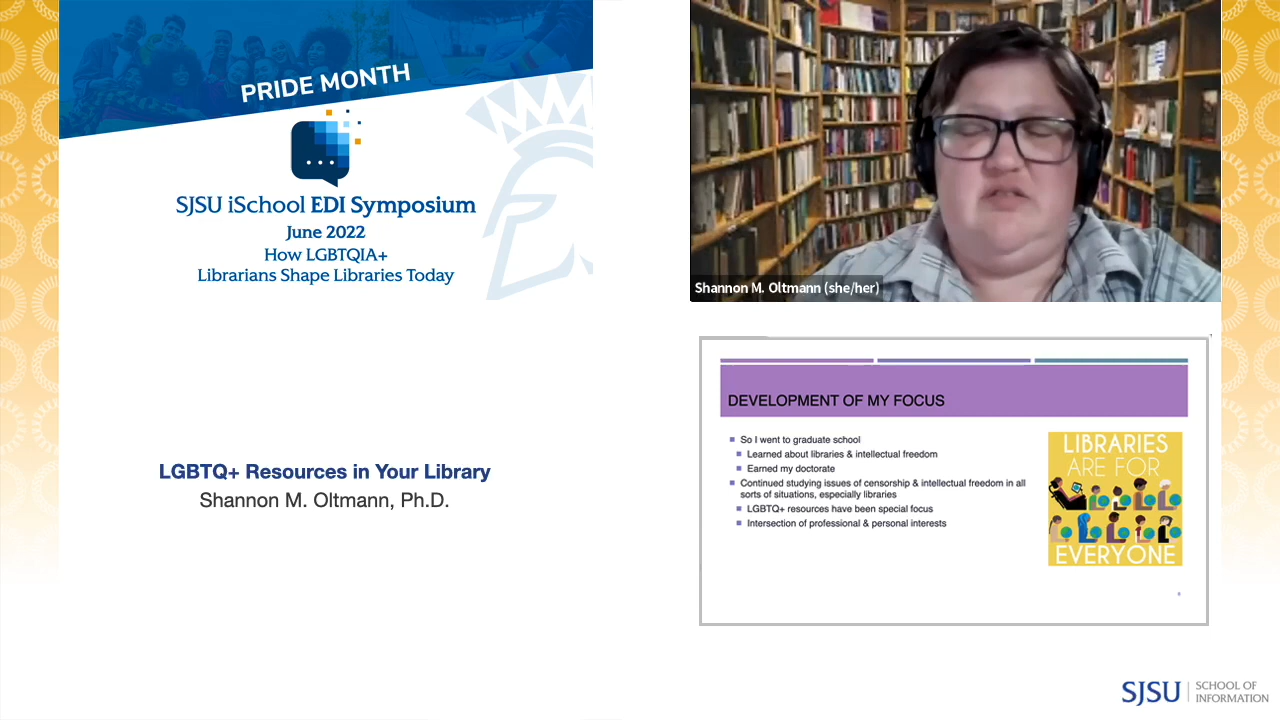 PRIDE MONTH
SJSU iSchool EDI Symposium
June 2022
How LGBTQIA+
Librarians Shape Libraries Today
LGBTQ+ Resources in Your Library
Shannon M. Oltmann, Ph.D.
Shannon M. Oltmann (she/her)
DEVELOPMENT OF MY FOCUS
So I went to graduate school
Learned about libraries & intellectual freedom
Earned my doctorate
Continued studying issues of censorship & intellectual freedom in all
sorts of situations, especially libraries
LGBTQ+ resources have been special focus
Intersection of professional & personal interests
LIBRARIES
ARE FOR
EVERYONE
SJSU
SCHOOL OF
INFORMATION